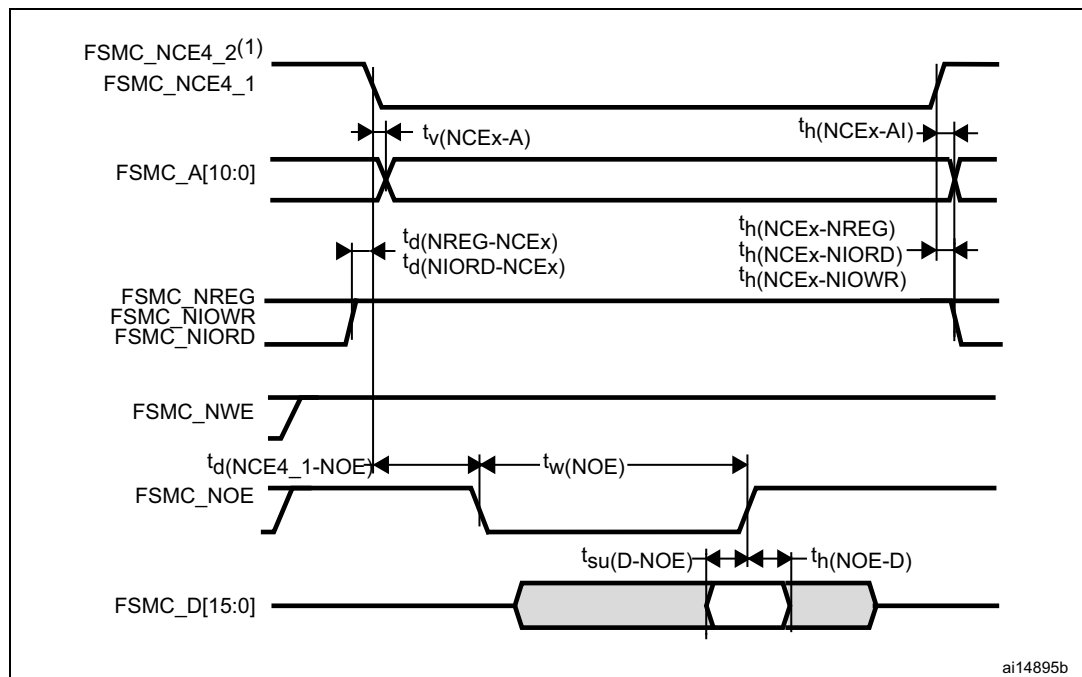 FSMC_NCE4_2(1)
FSMC_NCE4_1
tv(NCEx-A)
th(NCEx-AI)
FSMC_A[10:0]
td(NREG-NCEx)
td(NIORD-NCEx)
th(NCEx-NREG)
th(NCEx-NIORD)
th(NCEx-NIOWR)
FSMC_NREG
FSMC_NIOWR
FSMC_NIORD
FSMC_NWE
td(NCE4_1-NOE)
tw(NOE)
FSMC_NOE
tsu(D-NOE)
th(NOE-D)
FSMC_D[15:0]
ai14895b